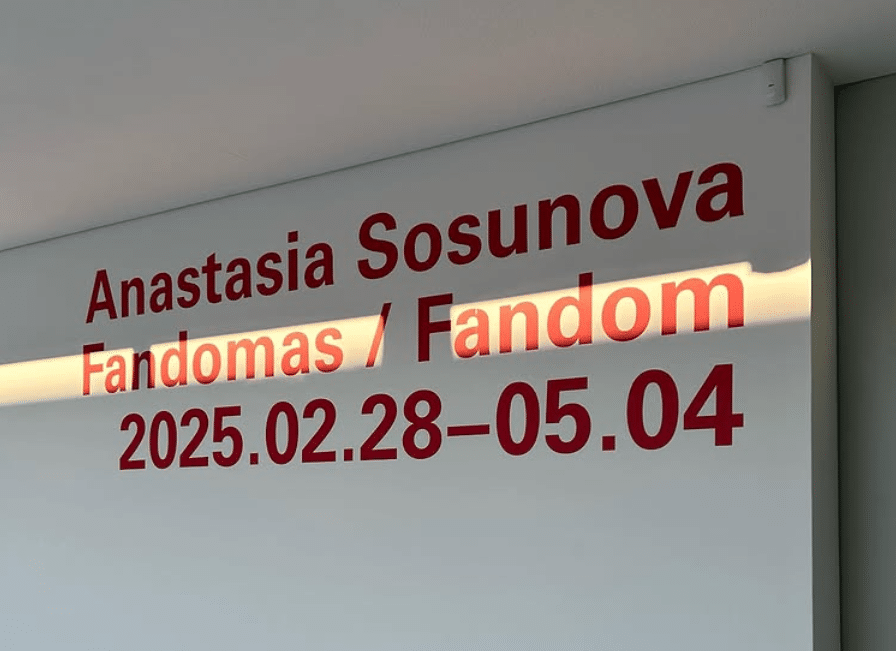 Anastasia Sosunova
Fandomas / Fandom
2025.02.28–05.04